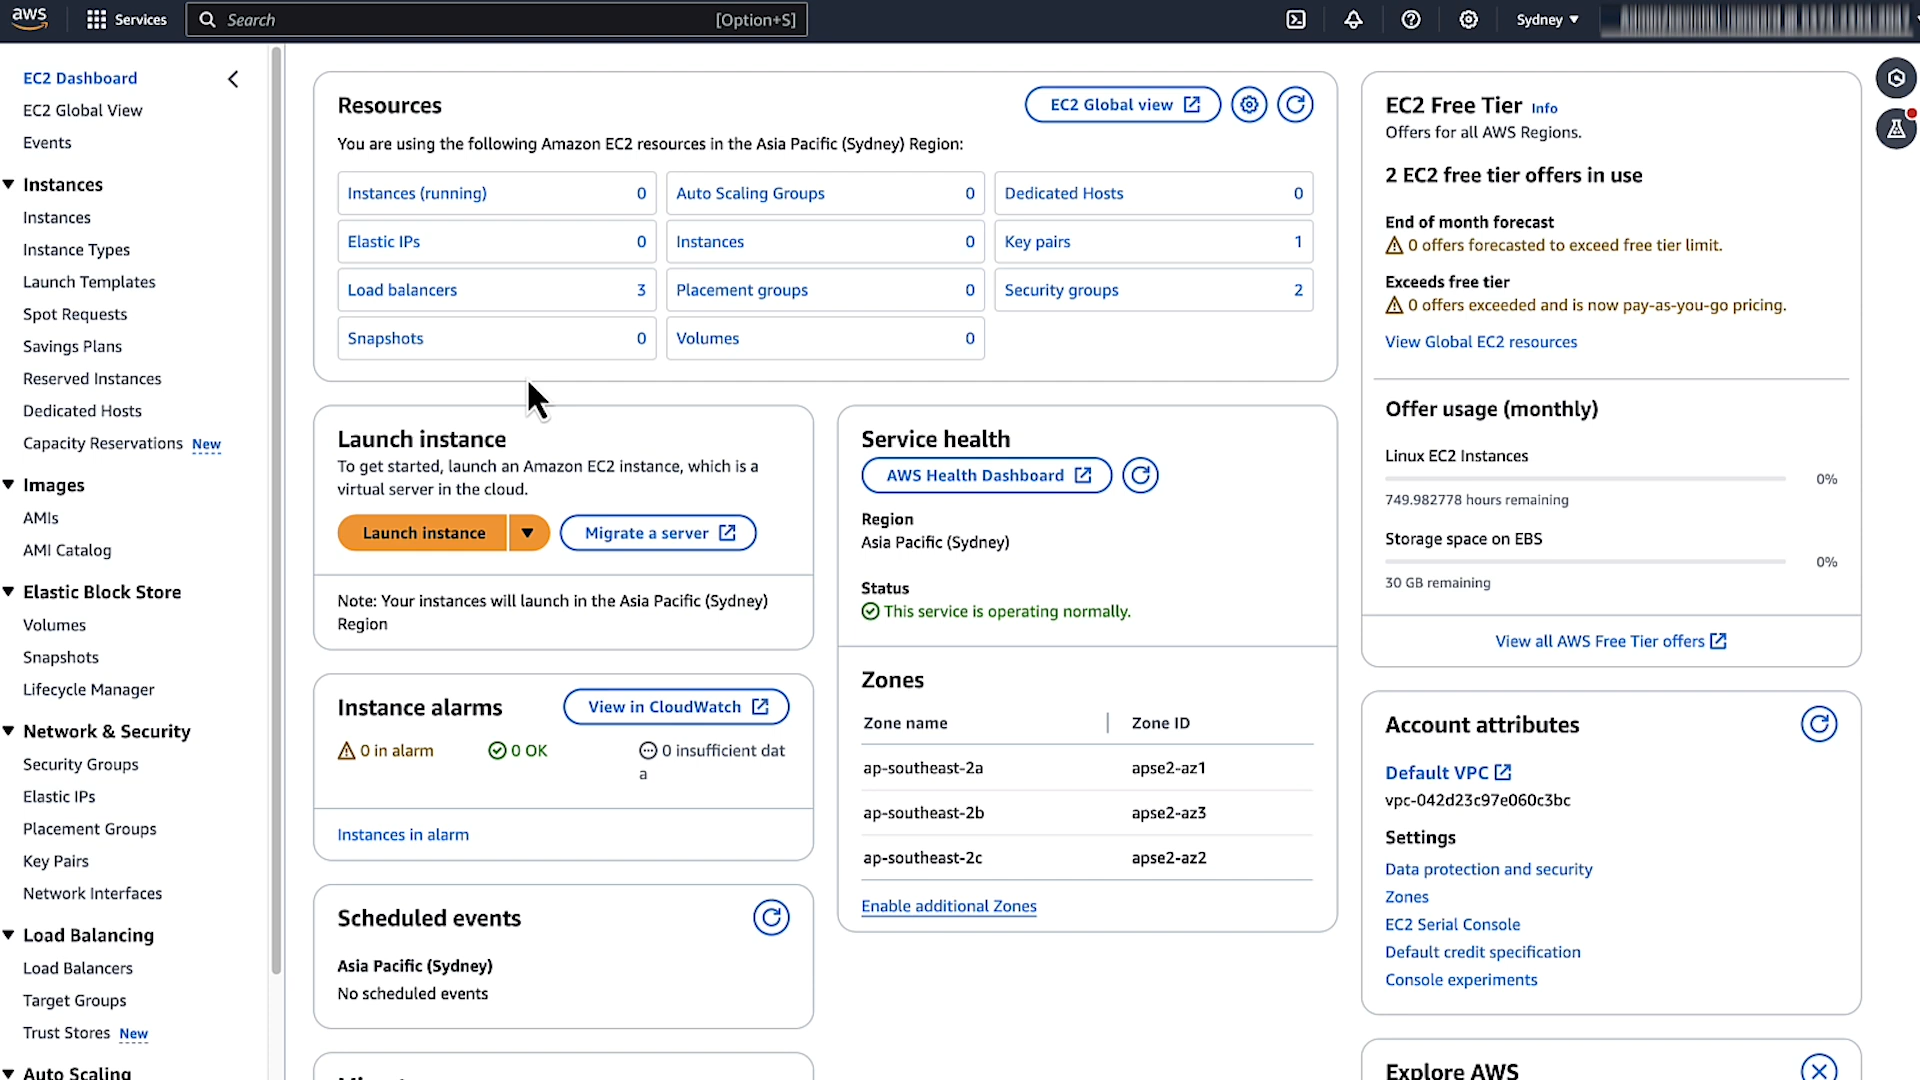 aws
Services
Search
[Option+S]
Sydney
EC2 Dashboard
EC2 Global View
Events
Instances
Instances
Instance Types
Launch Templates
Spot Requests
Savings Plans
Reserved Instances
Dedicated Hosts
Capacity Reservations New
Images
AMIs
AMI Catalog
Elastic Block Store
Volumes
Snapshots
Lifecycle Manager
Network & Security
Security Groups
Elastic IPs
Placement Groups
Key Pairs
Network Interfaces
Load Balancing
Load Balancers
Target Groups
Trust Stores New
Auto Scaling
Resources
EC2 Global view
You are using the following Amazon EC2 resources in the Asia Pacific (Sydney) Region:
Instances (running) 0
Auto Scaling Groups 0
Dedicated Hosts 0
Elastic IPs 0
Instances 0
Key pairs 1
Load balancers 3
Placement groups 0
Security groups 2
Snapshots 0
Volumes 0
Launch instance
To get started, launch an Amazon EC2 instance, which is a
virtual server in the cloud.
Launch instance
Migrate a server
Note: Your instances will launch in the Asia Pacific (Sydney)
Region
Instance alarms
View in CloudWatch
0 in alarm
0 OK
0 insufficient dat
a
Instances in alarm
Scheduled events
Asia Pacific (Sydney)
No scheduled events
Service health
AWS Health Dashboard
Region
Asia Pacific (Sydney)
Status
This service is operating normally.
Zones
Zone name
Zone ID
ap-southeast-2a
apse2-az1
ap-southeast-2b
apse2-az3
ap-southeast-2c
apse2-az2
Enable additional Zones
EC2 Free Tier Info
Offers for all AWS Regions.
2 EC2 free tier offers in use
End of month forecast
0 offers forecasted to exceed free tier limit.
Exceeds free tier
0 offers exceeded and is now pay-as-you-go pricing.
View Global EC2 resources
Offer usage (monthly)
Linux EC2 Instances
0%
749.982778 hours remaining
Storage space on EBS
0%
30 GB remaining
View all AWS Free Tier offers
Account attributes
Default VPC
vpc-042d23c97e060c3bc
Settings
Data protection and security
Zones
EC2 Serial Console
Default credit specification
Console experiments
Explore AWS